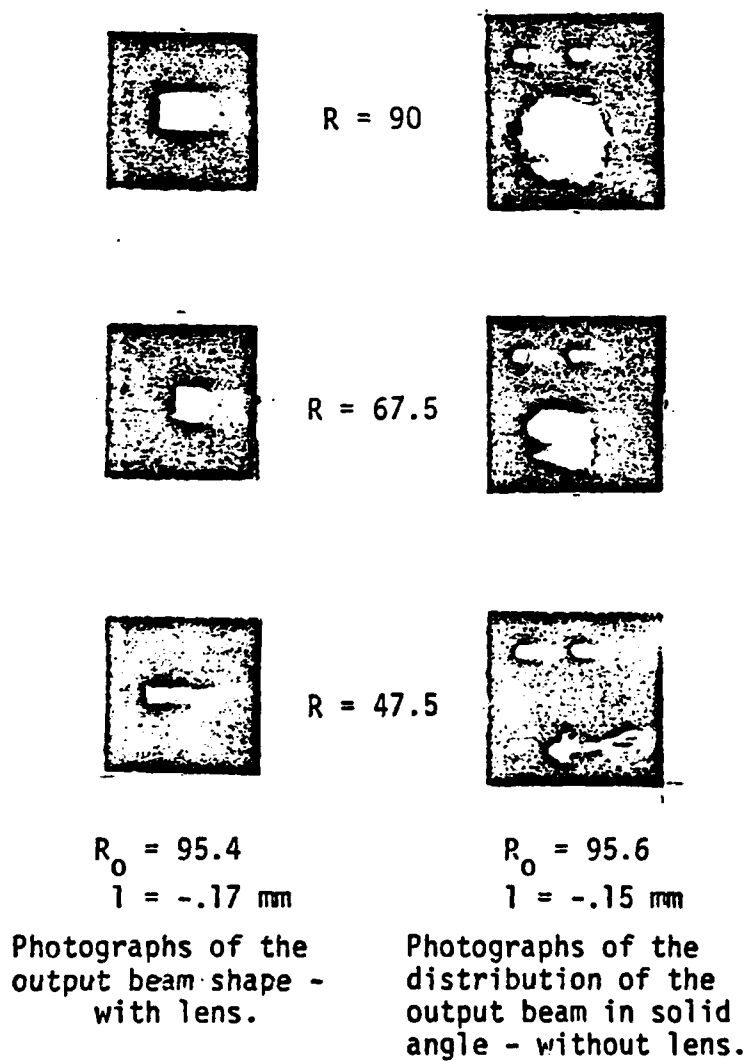 R = 90
R = 67.5
R = 47.5
R₀ = 95.4
l = -.17 mm
Photographs of the
output beam shape -
with lens.
R₀ = 95.6
l = -.15 mm
Photographs of the
distribution of the
output beam in solid
angle - without lens.